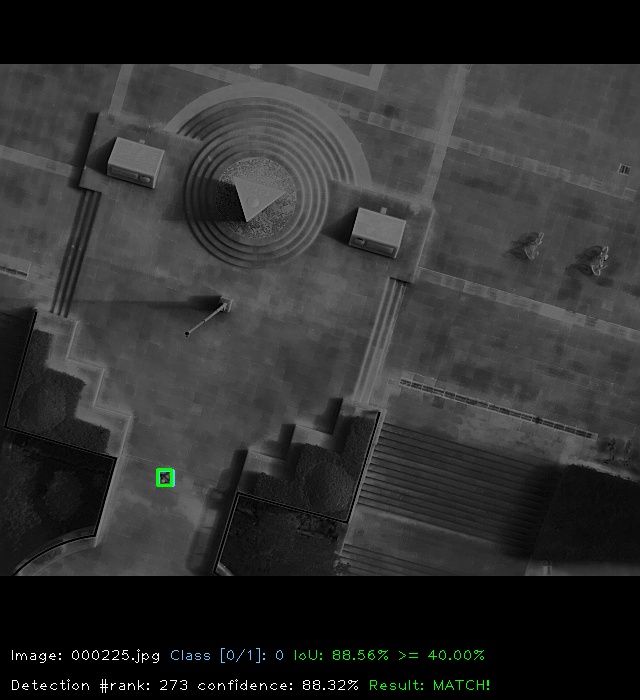 Image: 000225.jpg Class [0/1]: 0 IoU: 88.56% >= 40.00%
Detection #rank: 273 confidence: 88.32% Result: MATCH!